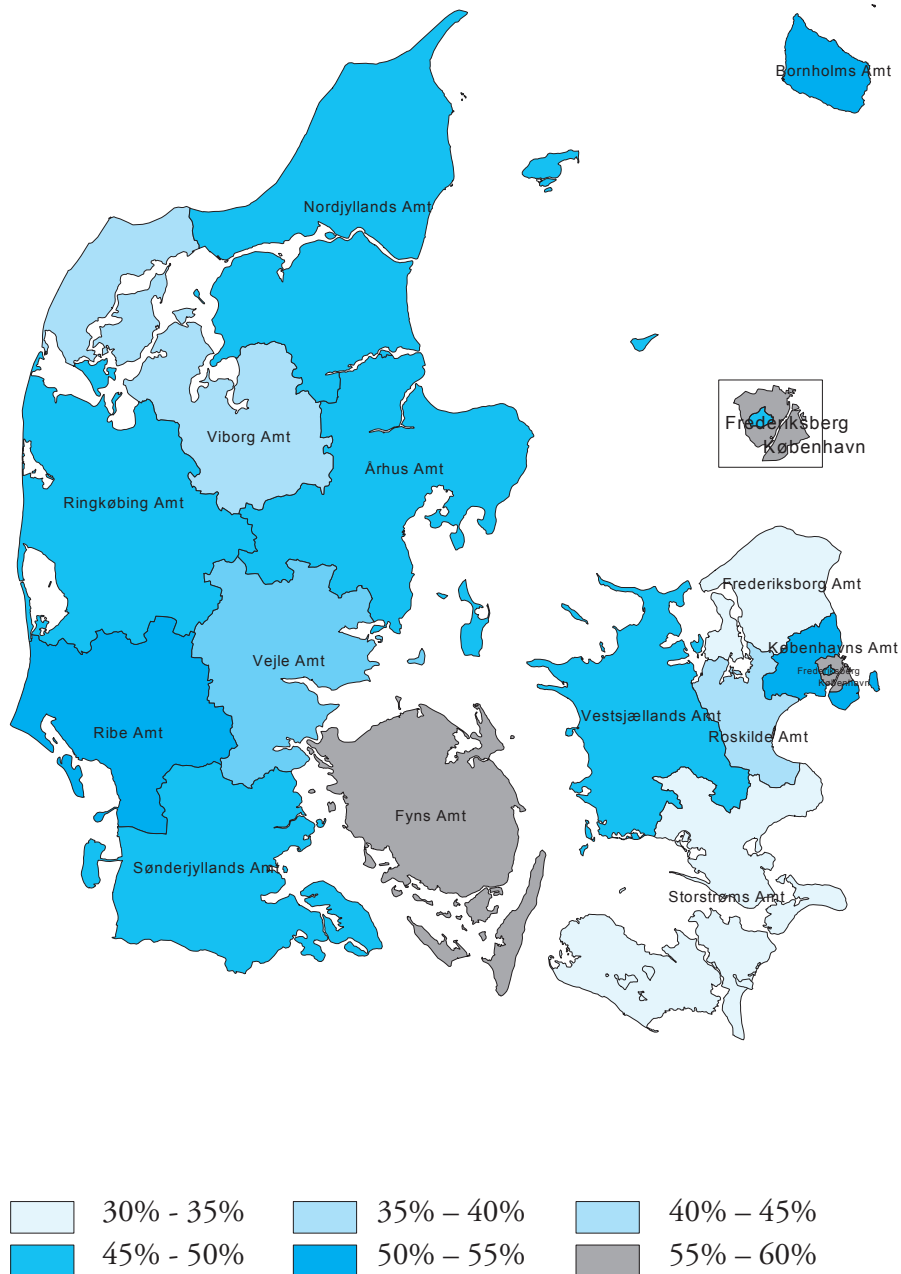 Bornholms Amt
Nordjyllands Amt
Frederiksberg
København
Viborg Amt
Århus Amt
Ringkøbing Amt
Frederiksborg Amt
Københavns Amt
Vejle Amt
Frederiksberg
København
Vestsjællands Amt
Ribe Amt
Roskilde Amt
Fyns Amt
Sønderjyllands Amt
Storstrøms Amt
30% - 35% 35% – 40% 40% – 45%
45% - 50% 50% – 55% 55% – 60%